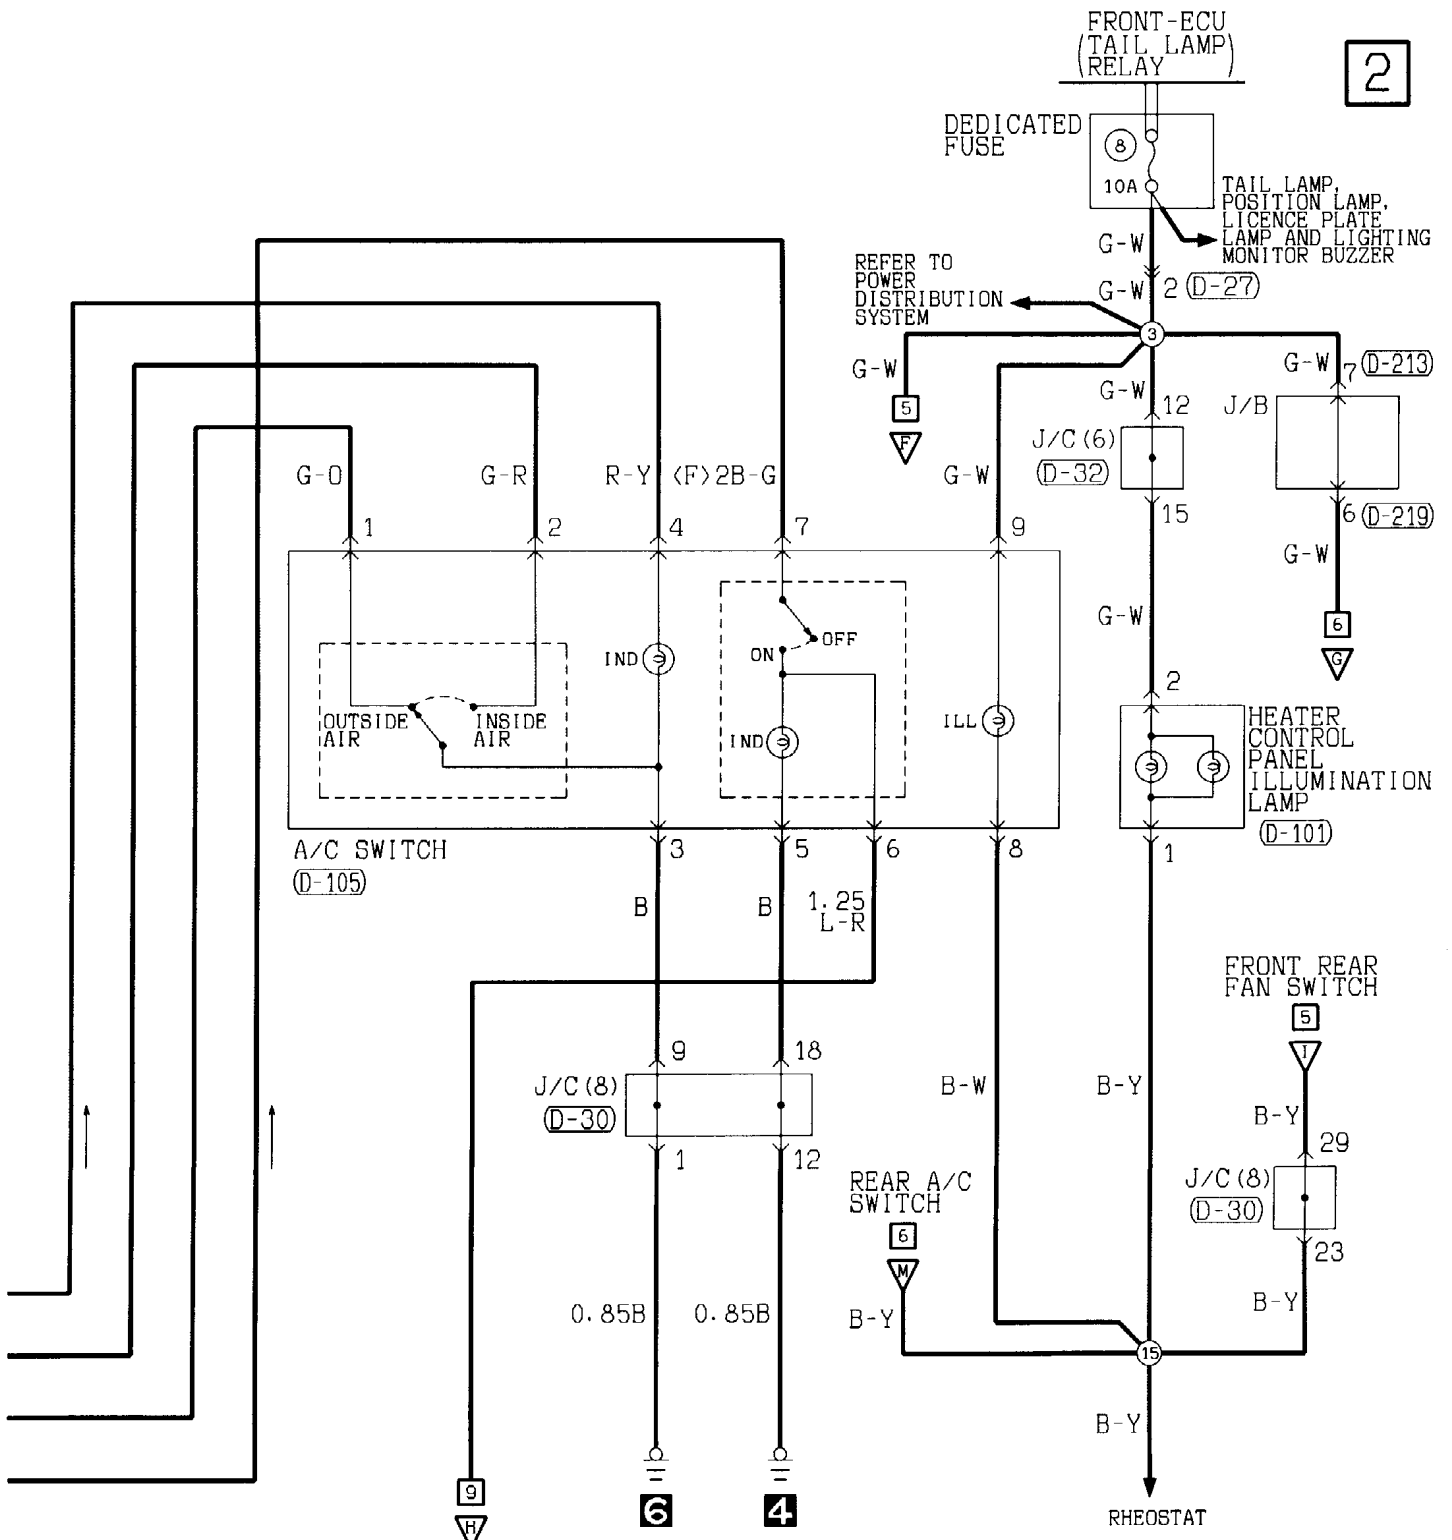 FRONT-ECU
(TAIL LAMP)
RELAY
2
DEDICATED
FUSE
8
10A
TAIL LAMP,
POSITION LAMP,
LICENCE PLATE
LAMP AND LIGHTING
MONITOR BUZZER
G-W
REFER TO
POWER
DISTRIBUTION
SYSTEM
G-W
2
(D-27)
3
G-W
5
F
G-W
G-W
G-W
7
(D-213)
12
J/B
J/C(6)
(D-32)
15
6
(D-219)
G-W
G-W
6
G
G-O
G-R
R-Y
<F>2B-G
1
2
4
7
9
OUTSIDE
AIR
INSIDE
AIR
IND
ON
OFF
IND
ILL
2
HEATER
CONTROL
PANEL
ILLUMINATION
LAMP
(D-101)
1
A/C SWITCH
(D-105)
3
5
6
8
B
B
1.25
L-R
FRONT REAR
FAN SWITCH
5
I
9
18
J/C(8)
(D-30)
1
12
B-W
B-Y
B-Y
29
J/C(8)
(D-30)
23
REAR A/C
SWITCH
6
M
B-Y
B-Y
0.85B
0.85B
15
B-Y
9
H
6
4
RHEOSTAT